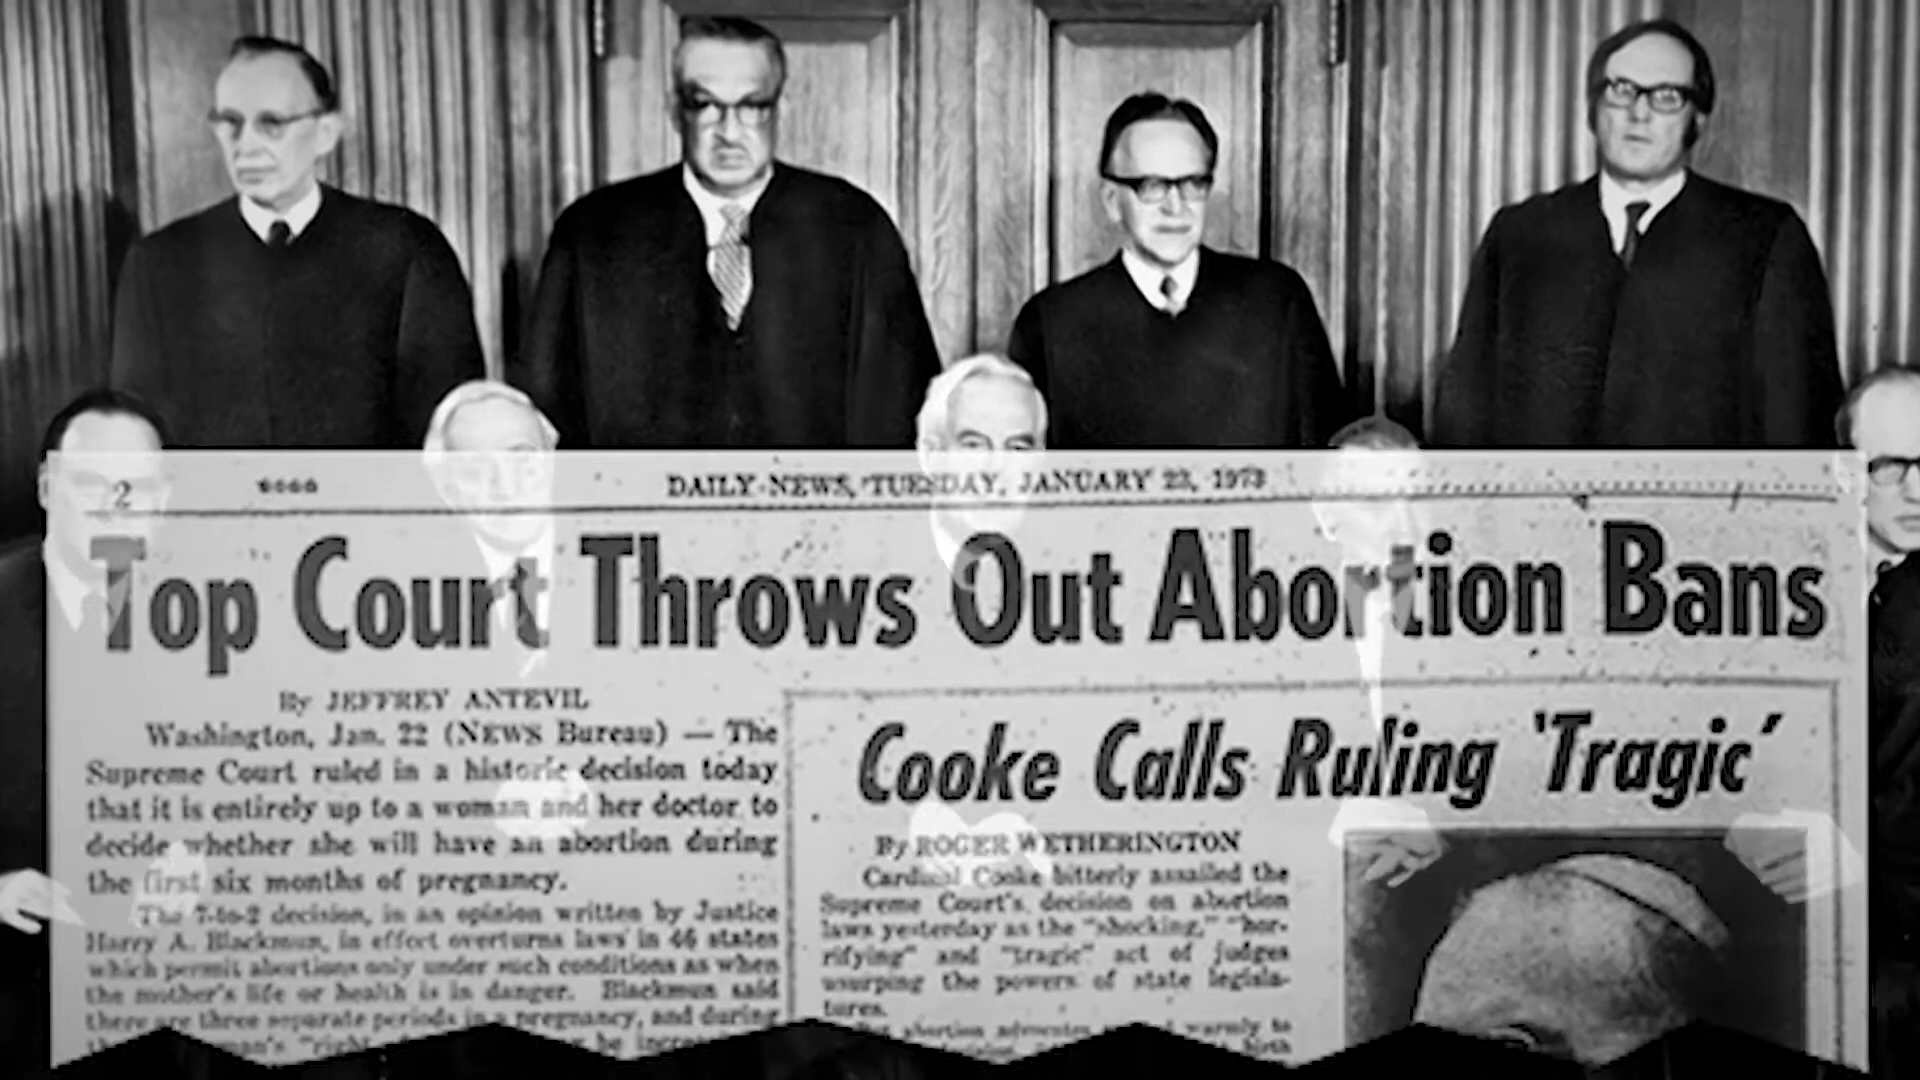 2
DAILY NEWS, TUESDAY, JANUARY 23, 1973
Top Court Throws Out Abortion Bans
By JEFFREY ANTEVIL
Washington, Jan. 22 (NEWS Bureau) — The
Supreme Court ruled in a historic decision today
that it is entirely up to a woman and her doctor to
decide whether she will have an abortion during
the first six months of pregnancy.
The 7-to-2 decision, in an opinion written by Justice
Harry A. Blackmun, in effect overturns laws in 46 states
which permit abortions only under such conditions as when
the mother's life or health is in danger. Blackmun said
there are three separate periods in a pregnancy, and during
Cooke Calls Ruling 'Tragic'
By ROGER WETHERINGTON
Cardinal Cooke bitterly assailed the
Supreme Court's decision on abortion
laws yesterday as the "shocking," "hor-
rifying" and "tragic" act of judges
usurping the powers of state legisla-
tures.
abortion warmly to
birth